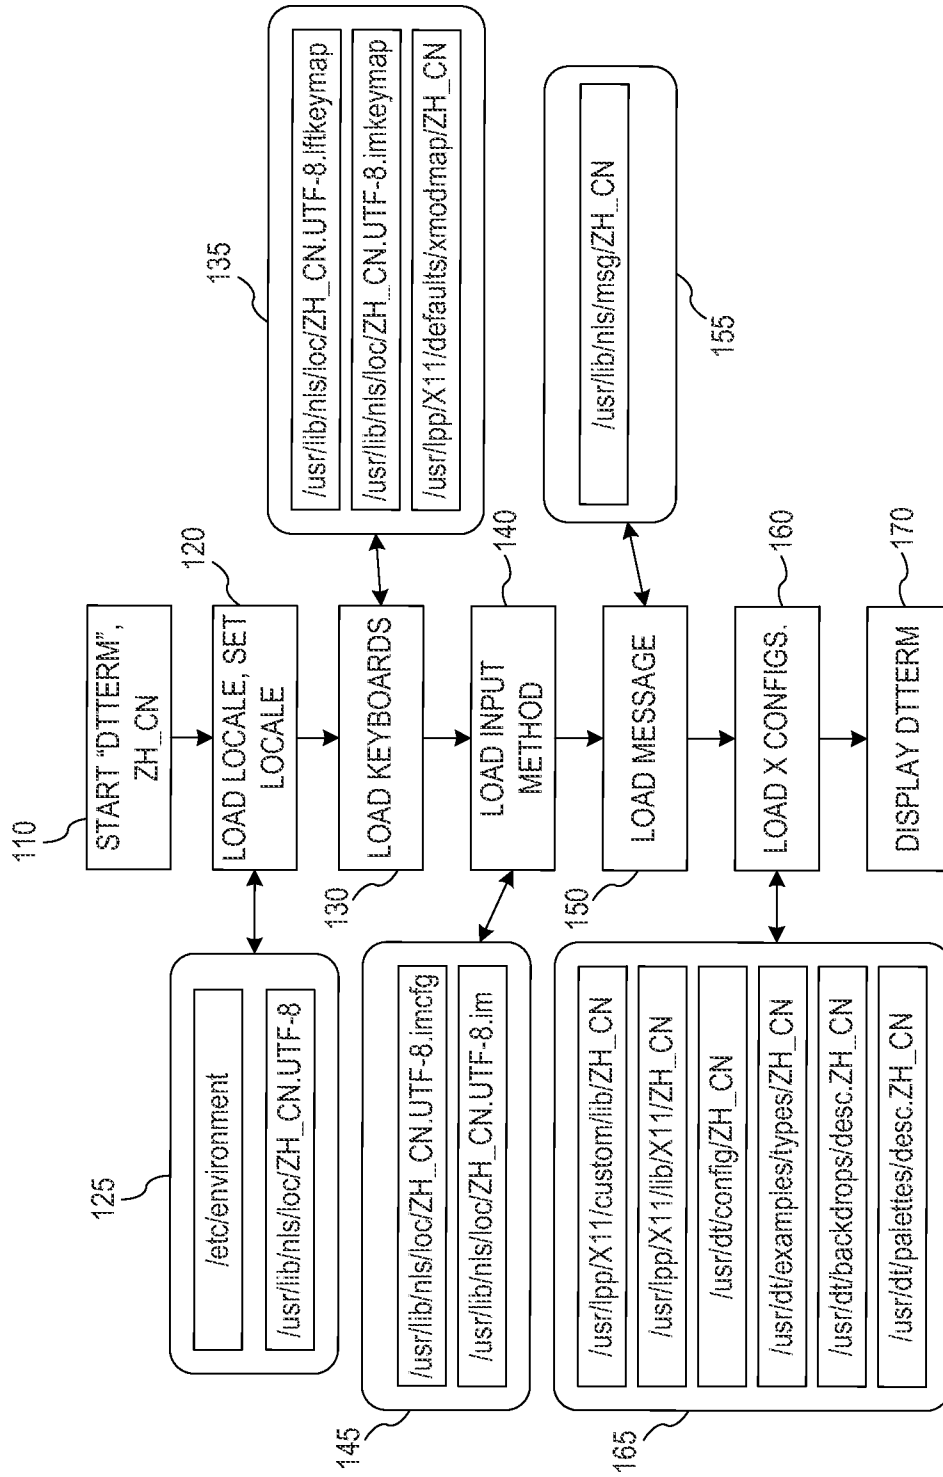 110
START “DTTERM”,
ZH_CN
120
LOAD LOCALE, SET
LOCALE
125
/etc/environment
/usr/lib/nls/loc/ZH_CN.UTF-8
130
LOAD KEYBOARDS
135
/usr/lib/nls/loc/ZH_CN.UTF-8.lftkeymap
/usr/lib/nls/loc/ZH_CN.UTF-8.imkeymap
/usr/lpp/X11/defaults/xmodmap/ZH_CN
140
LOAD INPUT
METHOD
145
/usr/lib/nls/loc/ZH_CN.UTF-8.imcfg
/usr/lib/nls/loc/ZH_CN.UTF-8.im
150
LOAD MESSAGE
155
/usr/lib/nls/msg/ZH_CN
160
LOAD X CONFIGS.
165
/usr/lpp/X11/custom/lib/ZH_CN
/usr/lpp/X11/lib/X11/ZH_CN
/usr/dt/config/ZH_CN
/usr/dt/examples/types/ZH_CN
/usr/dt/backdrops/desc.ZH_CN
/usr/dt/palettes/desc.ZH_CN
170
DISPLAY DTTERM